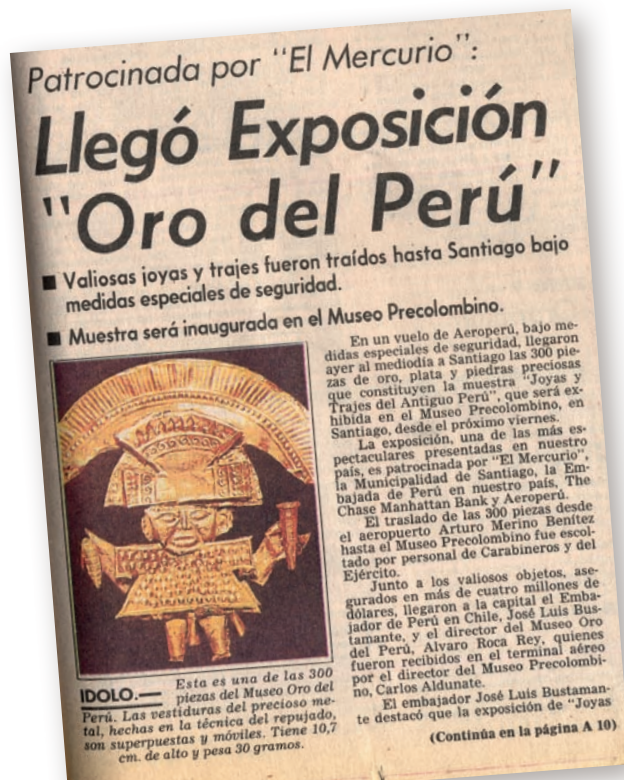 Patrocinada por "El Mercurio":
Llegó Exposición
"Oro del Perú"
■ Valiosas joyas y trajes fueron traídos hasta Santiago bajo
medidas especiales de seguridad.
■ Muestra será inaugurada en el Museo Precolombino.
En un vuelo de Aeroperú, bajo me-
didas especiales de seguridad, llegaron
ayer al mediodía a Santiago las 300 pie-
zas de oro, plata y piedras preciosas
que constituyen la muestra "Joyas y
Trajes del Antiguo Perú", que será ex-
hibida en el Museo Precolombino, en
Santiago, desde el próximo viernes.
La exposición, una de las más es-
pectaculares presentadas en nuestro
país, es patrocinada por "El Mercurio",
la Municipalidad de Santiago, la Em-
bajada de Perú en nuestro país, The
Chase Manhattan Bank y Aeroperú.
El traslado de las 300 piezas desde
el aeropuerto Arturo Merino Benítez
hasta el Museo Precolombino fue escol-
tado por personal de Carabineros y del
Ejército.
Junto a los valiosos objetos, ase-
gurados en más de cuatro millones de
dólares, llegaron a la capital el Emba-
jador de Perú en Chile, José Luis Bus-
tamante, y el director del Museo Oro
del Perú, Alvaro Roca Rey, quienes
fueron recibidos en el terminal aéreo
por el director del Museo Precolombi-
no, Carlos Aldunate.
El embajador José Luis Bustaman-
te destacó que la exposición de "Joyas
(Continúa en la página A 10)
IDOLO.— Esta es una de las 300
piezas del Museo Oro del
Perú. Las vestiduras del precioso me-
tal, hechas en la técnica del repujado,
son superpuestas y móviles. Tiene 10,7
cm. de alto y pesa 30 gramos.